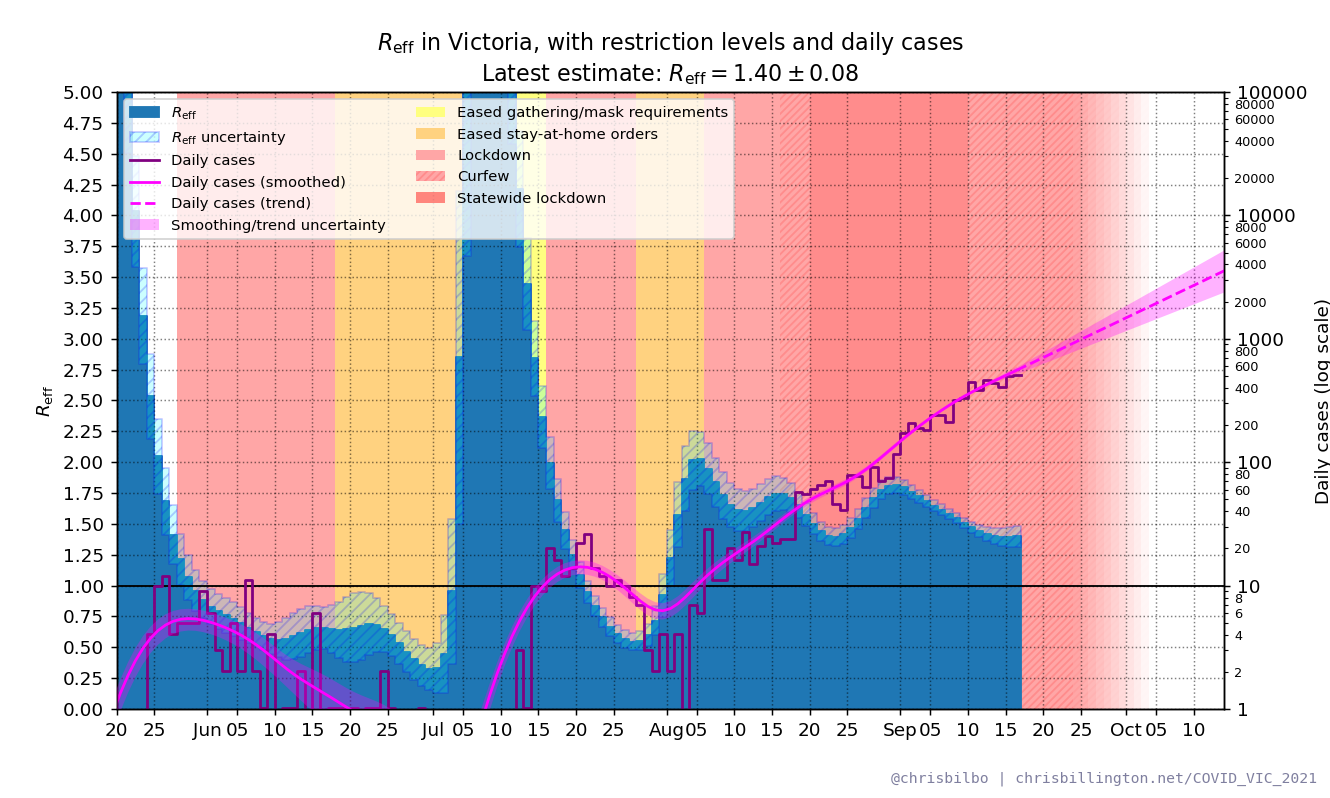 R_eff in Victoria, with restriction levels and daily cases
Latest estimate: R_eff = 1.40 ± 0.08
R_eff
R_eff uncertainty
Daily cases
Daily cases (smoothed)
Daily cases (trend)
Smoothing/trend uncertainty
Eased gathering/mask requirements
Eased stay-at-home orders
Lockdown
Curfew
Statewide lockdown
R_eff
5.00
4.75
4.50
4.25
4.00
3.75
3.50
3.25
3.00
2.75
2.50
2.25
2.00
1.75
1.50
1.25
1.00
0.75
0.50
0.25
0.00
100000
80000
60000
40000
20000
10000
8000
6000
4000
2000
1000
800
600
400
200
100
80
60
40
20
10
8
6
4
2
1
Daily cases (log scale)
20 25 Jun 05 10 15 20 25 Jul 05 10 15 20 25 Aug 05 10 15 20 25 Sep 05 10 15 20 25 Oct 05 10
@chrisbilbo | chrisbillington.net/COVID_VIC_2021